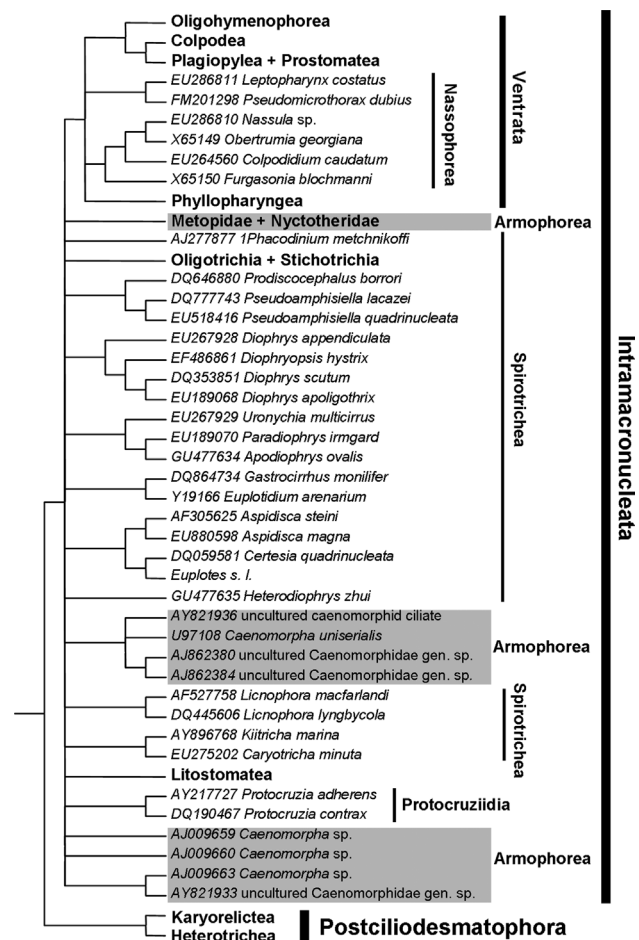 Oligohymenophorea
Colpodea
Plagiopylea + Prostomatea
EU286811 Leptopharynx costatus
FM201298 Pseudomicrothorax dubius
EU286810 Nassula sp.
X65149 Obertrumia georgiana
EU264560 Colpodidium caudatum
X65150 Furgasonia blochmanni
Nassophorea
Phyllopharyngea
Ventrata
Metopidae + Nyctotheridae
Armophorea
AJ277877 1Phacodinium metchnikoffi
Oligotrichia + Stichotrichia
DQ646880 Prodiscocephalus borrori
DQ777743 Pseudoamphisiella lacazei
EU518416 Pseudoamphisiella quadrinucleata
EU267928 Diophrys appendiculata
EF486861 Diophryopsis hystrix
DQ353851 Diophrys scutum
EU189068 Diophrys apoligothrix
EU267929 Uronychia multicirrus
EU189070 Paradiophrys irmgard
GU477634 Apodiophrys ovalis
DQ864734 Gastrocirrhus monilifer
Y19166 Euplotidium arenarium
AF305625 Aspidisca steini
EU880598 Aspidisca magna
DQ059581 Certesia quadrinucleata
Euplotes s. l.
GU477635 Heterodiophrys zhui
Spirotrichea
AY821936 uncultured caenomorphid ciliate
U97108 Caenomorpha uniserialis
AJ862380 uncultured Caenomorphidae gen. sp.
AJ862384 uncultured Caenomorphidae gen. sp.
Armophorea
AF527758 Licnophora macfarlandi
DQ445606 Licnophora lyngbycola
AY896768 Kiitricha marina
EU275202 Caryotricha minuta
Spirotrichea
Litostomatea
AY217727 Protocruzia adherens
DQ190467 Protocruzia contrax
Protocruziidia
AJ009659 Caenomorpha sp.
AJ009660 Caenomorpha sp.
AJ009663 Caenomorpha sp.
AY821933 uncultured Caenomorphidae gen. sp.
Armophorea
Intramacronucleata
Karyorelictea
Heterotrichea
Postciliodesmatophora